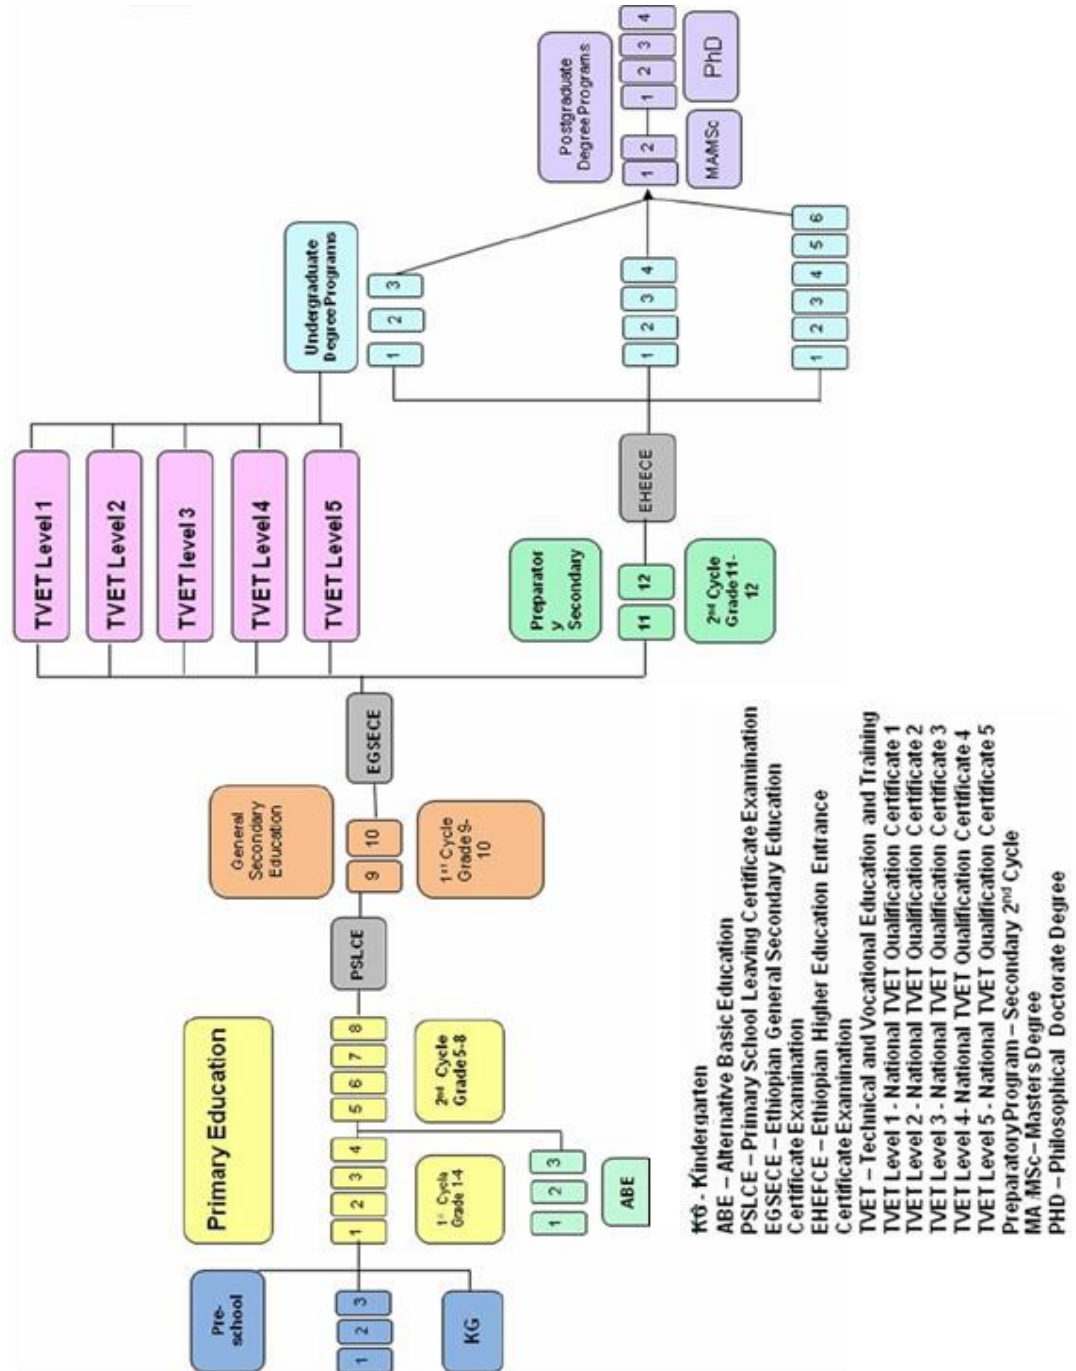 Pre-
school
1
2
3
KG
Primary Education
1
2
3
4
5
6
7
8
1st Cycla
Grade 1-4
2nd Cycle
Grade 5-8
1
2
3
ABE
PSLCE
General
Secondary
Education
9
10
1st Cycle
Grade 9-
10
EGSECE
TVET Level 1
TVET Level 2
TVET level 3
TVET Level 4
TVET Level 5
Preparator
y
Secondary
11
12
2nd Cycle
Grade 11-
12
EHEECE
Undergraduate
Degree Programs
1
2
3
1
2
3
4
1
2
3
4
5
6
Postgraduate
Degree Programs
1
2
1
2
3
4
MA/MSc
PhD
KG - Kindergarten
ABE – Alternative Basic Education
PSLCE – Primary School Leaving Certificate Examination
EGSECE – Ethiopian General Secondary Education
Certificate Examination
EHEFCE – Ethiopian Higher Education Entrance
Certificate Examination
TVET – Technical and Vocational Education and Training
TVET Level 1 - National TVET Qualification Certificate 1
TVET Level 2 - National TVET Qualification Certificate 2
TVET Level 3 - National TVET Qualification Certificate 3
TVET Level 4- National TVET Qualification Certificate 4
TVET Level 5 - National TVET Qualification Certificate 5
Preparatory Program – Secondary 2nd Cycle
MA /MSc – Masters Degree
PHD – Philosophical Doctorate Degree